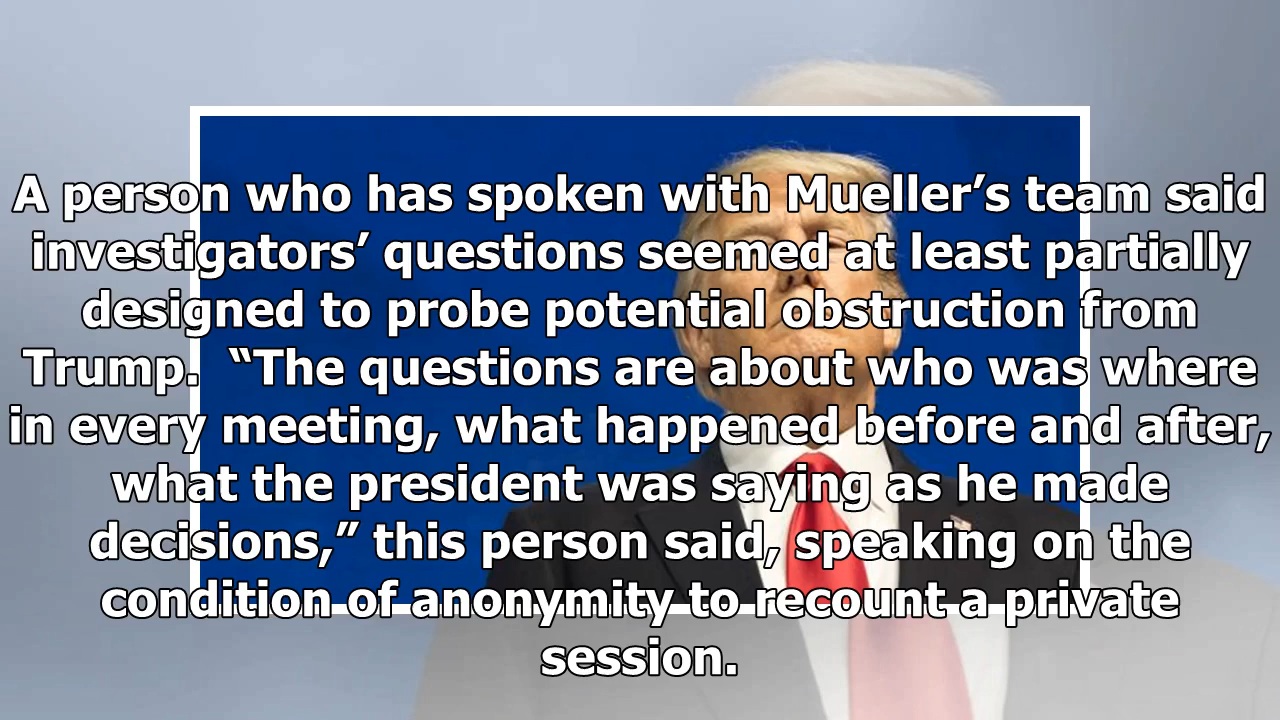 A person who has spoken with Mueller’s team said
investigators’ questions seemed at least partially
designed to probe potential obstruction from
Trump.  “The questions are about who was where
in every meeting, what happened before and after,
what the president was saying as he made
decisions,” this person said, speaking on the
condition of anonymity to recount a private
session.